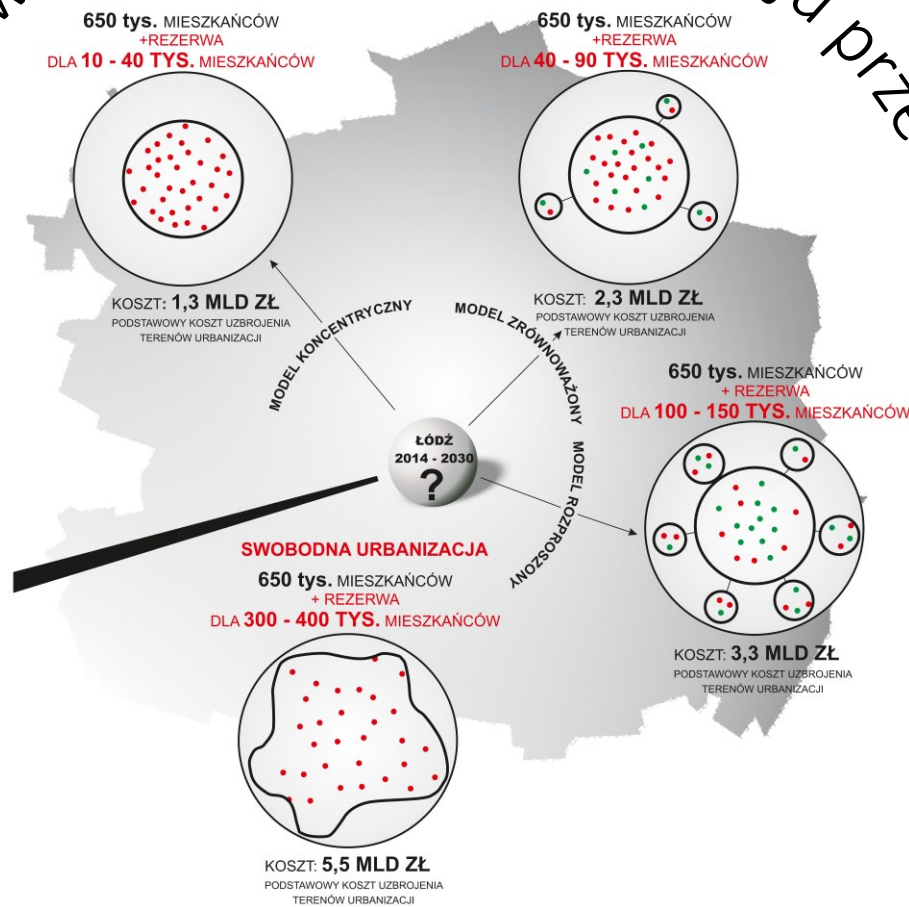 650 tys. MIESZKAŃCÓW
+REZERWA
DLA 10 - 40 TYS. MIESZKAŃCÓW
KOSZT: 1,3 MLD ZŁ
PODSTAWOWY KOSZT UZBROJENIA
TERENÓW URBANIZACJI
650 tys. MIESZKAŃCÓW
+REZERWA
DLA 40 - 90 TYS. MIESZKAŃCÓW
KOSZT: 2,3 MLD ZŁ
PODSTAWOWY KOSZT UZBROJENIA
TERENÓW URBANIZACJI
MODEL KONCENTRYCZNY
MODEL ZRÓWNOWAŻONY
MODEL ROZPROSZONY
650 tys. MIESZKAŃCÓW
+ REZERWA
DLA 100 - 150 TYS. MIESZKAŃCÓW
KOSZT: 3,3 MLD ZŁ
PODSTAWOWY KOSZT UZBROJENIA
TERENÓW URBANIZACJI
ŁÓDŹ
2014 - 2030
?
SWOBODNA URBANIZACJA
650 tys. MIESZKAŃCÓW
+ REZERWA
DLA 300 - 400 TYS. MIESZKAŃCÓW
KOSZT: 5,5 MLD ZŁ
PODSTAWOWY KOSZT UZBROJENIA
TERENÓW URBANIZACJI